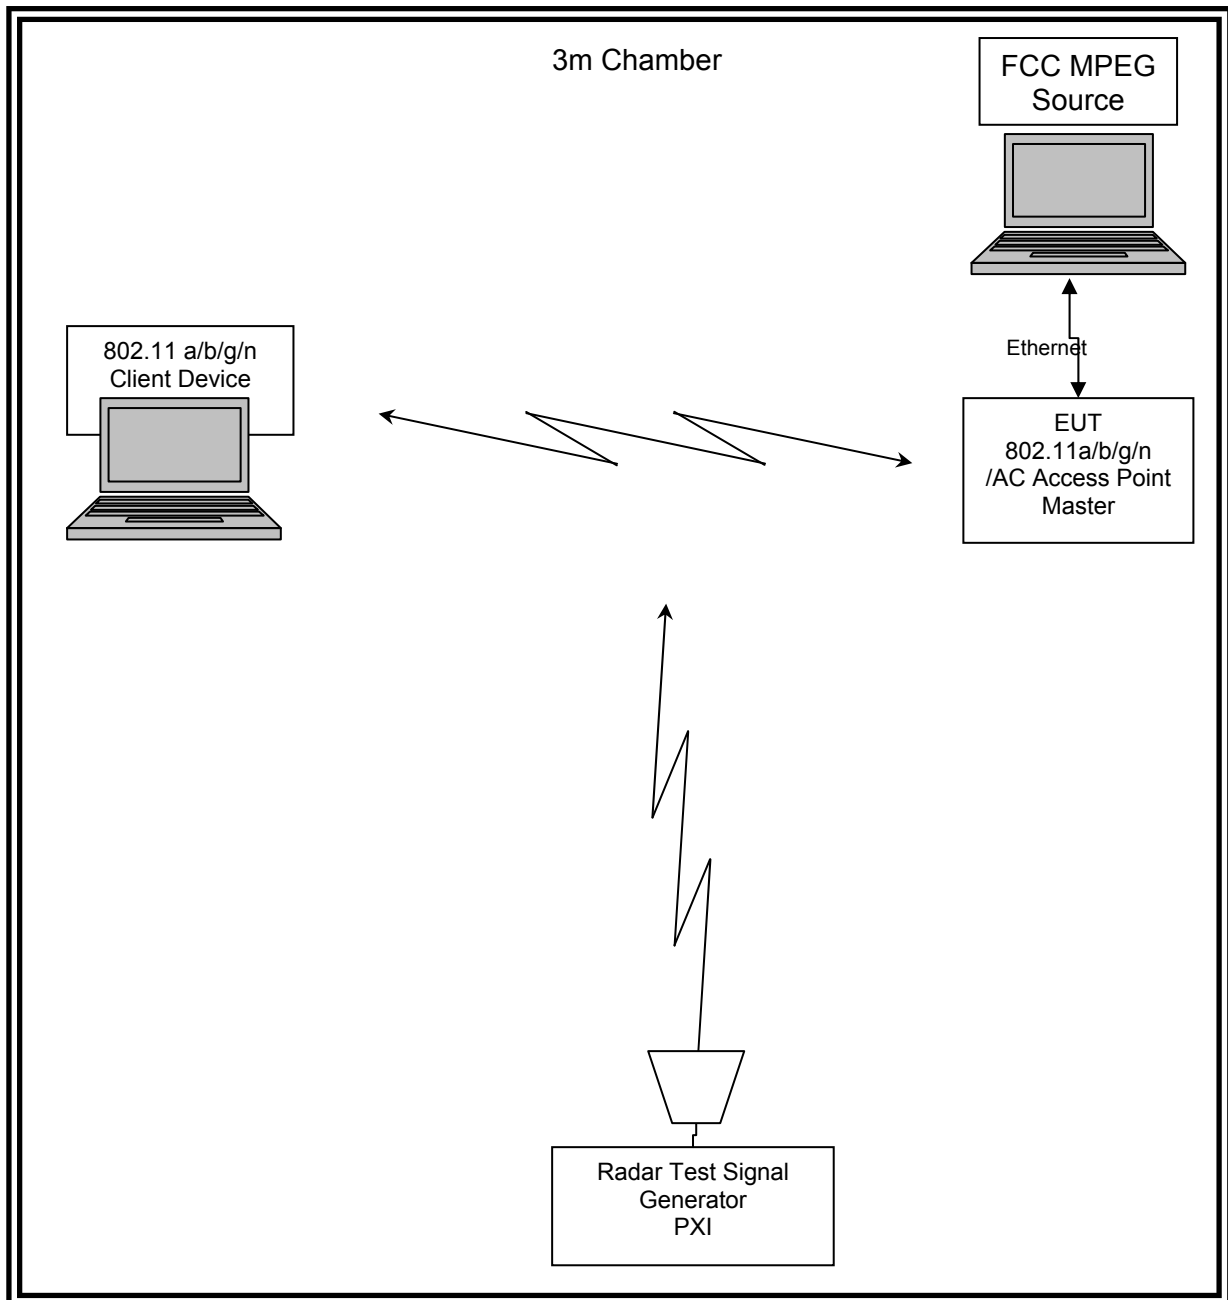 3m Chamber
FCC MPEG
Source
Ethernet
802.11 a/b/g/n
Client Device
EUT
802.11a/b/g/n
/AC Access Point
Master
Radar Test Signal
Generator
PXI